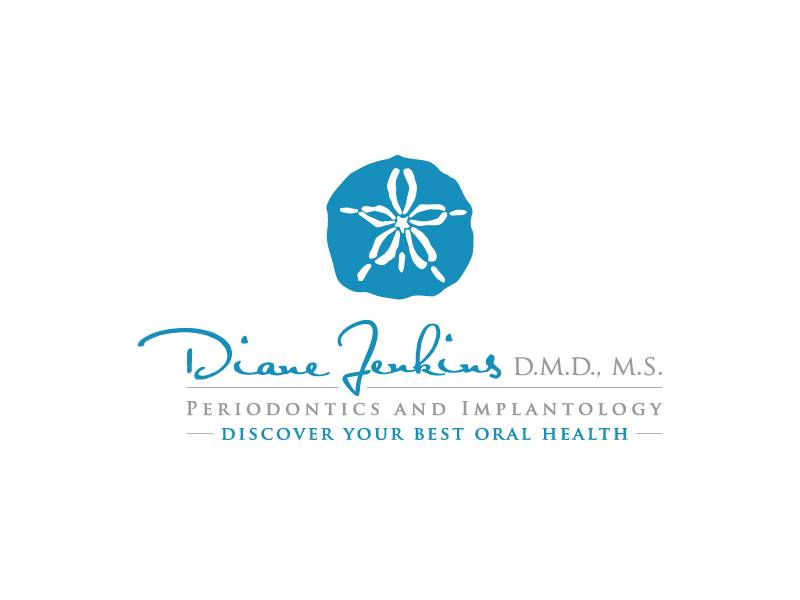 Diane Jenkins D.M.D., M.S.
Periodontics and Implantology
DISCOVER YOUR BEST ORAL HEALTH